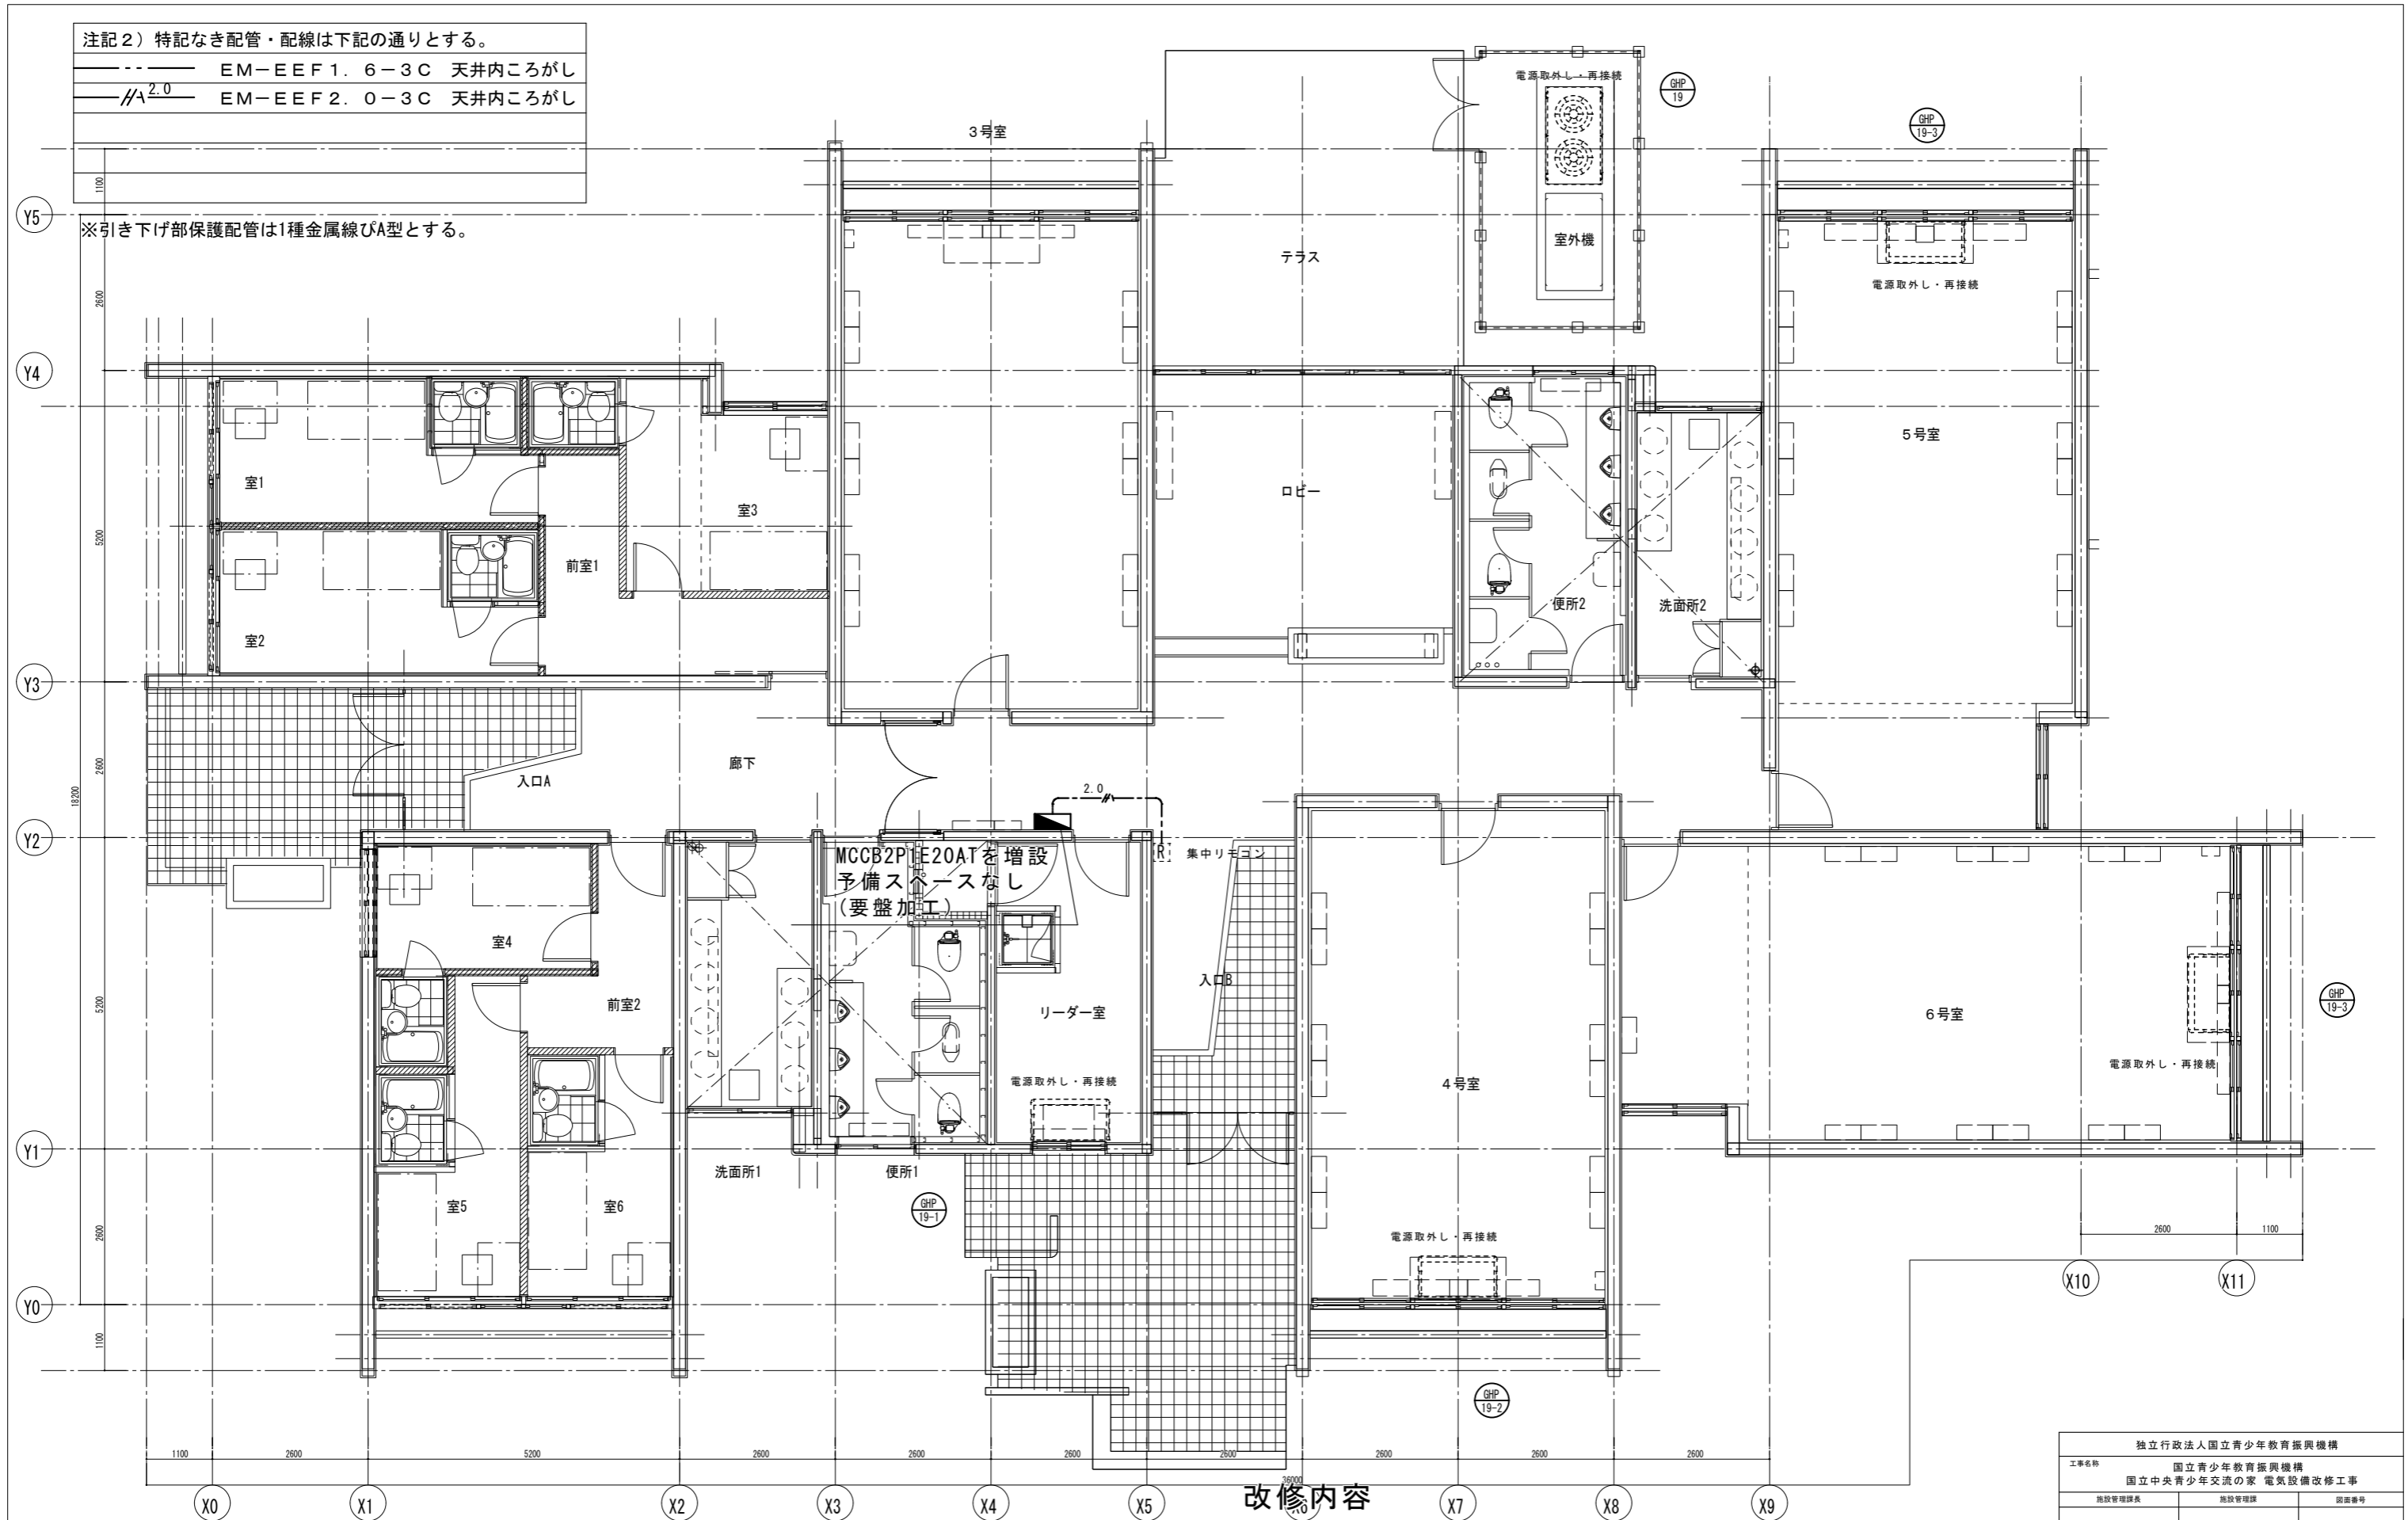 注記２）特記なき配管・配線は下記の通りとする。
ＥＭ－ＥＥＦ１．６－３Ｃ　天井内ころがし
2.0 ＥＭ－ＥＥＦ２．０－３Ｃ　天井内ころがし
※引き下げ部保護配管は1種金属線ぴA型とする。
電源取外し・再接続
GHP
19
GHP
19-3
３号室
1100
Y5
テラス
室外機
電源取外し・再接続
2600
Y4
室1
室3
ロビー
５号室
5200
前室1
室2
便所2
洗面所2
Y3
2600
18200
入口A
廊下
2.0
Y2
MCCB2P1E20ATを増設
予備スペースなし
（要盤加工）
R
集中リモコン
室4
前室2
リーダー室
入口B
６号室
GHP
19-3
5200
電源取外し・再接続
４号室
電源取外し・再接続
Y1
洗面所1
便所1
GHP
19-1
室5
室6
2600
電源取外し・再接続
2600
1100
X10
X11
Y0
1100
GHP
19-2
1100
2600
5200
2600
2600
2600
2600
2600
2600
2600
36000
X0
X1
X2
X3
X4
X5
X6
X7
X8
X9
改修内容
独立行政法人国立青少年教育振興機構
工事名称
国立青少年教育振興機構
国立中央青少年交流の家 電気設備改修工事
施設管理課長
施設管理課
図面番号